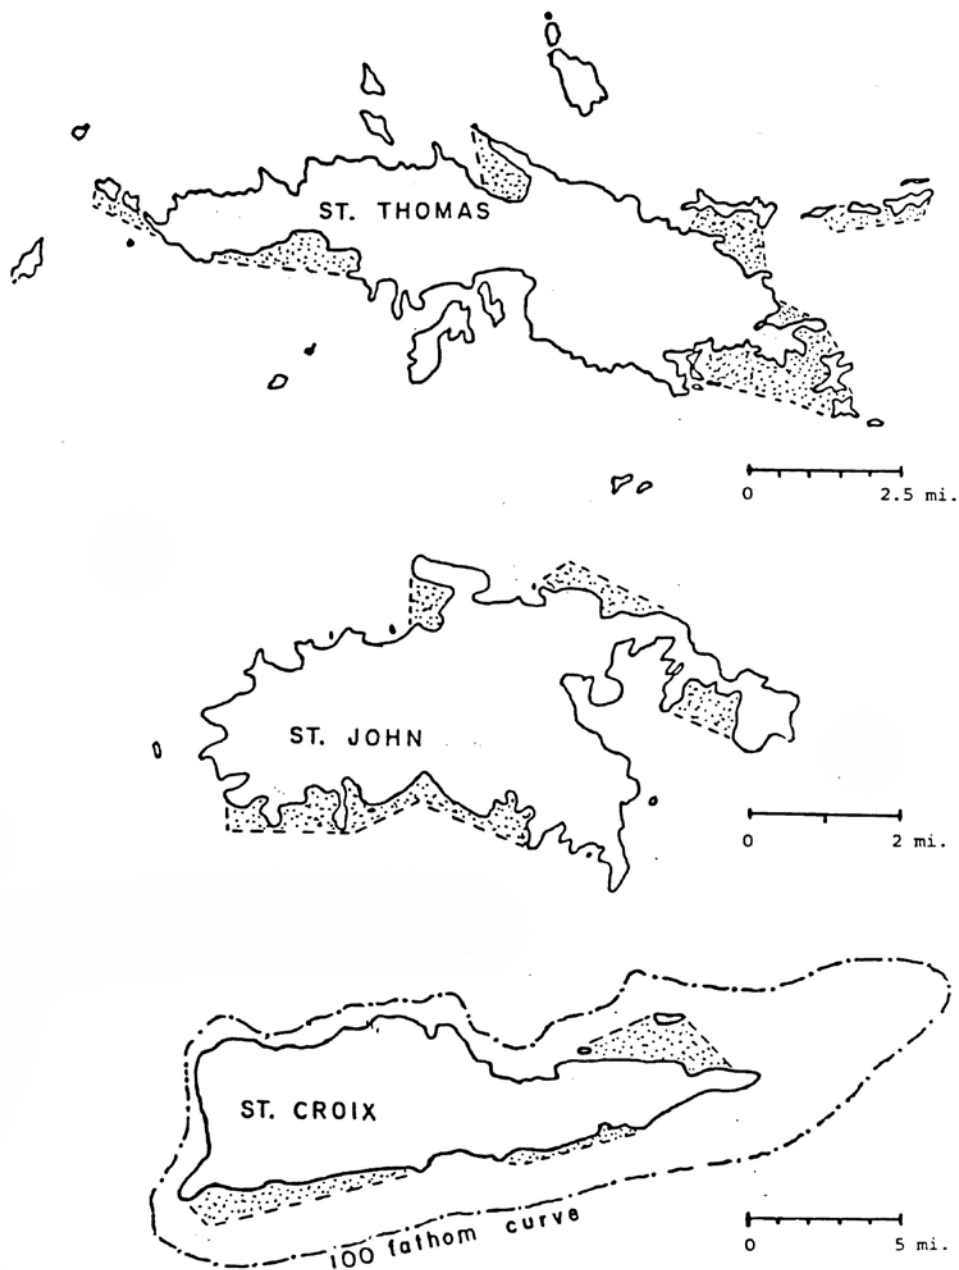 ST. THOMAS
0 2.5 mi.
ST. JOHN
0 2 mi.
ST. CROIX
100 fathom curve
0 5 mi.